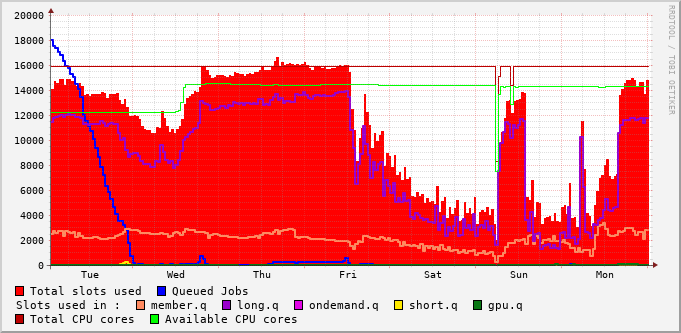 20000
18000
16000
14000
12000
10000
8000
6000
4000
2000
0
Tue Wed Thu Fri Sat Sun Mon
Total slots used Queued Jobs
Slots used in : member.q long.q ondemand.q short.q gpu.q
Total CPU cores Available CPU cores
RRDTOOL / TOBI OETIKER